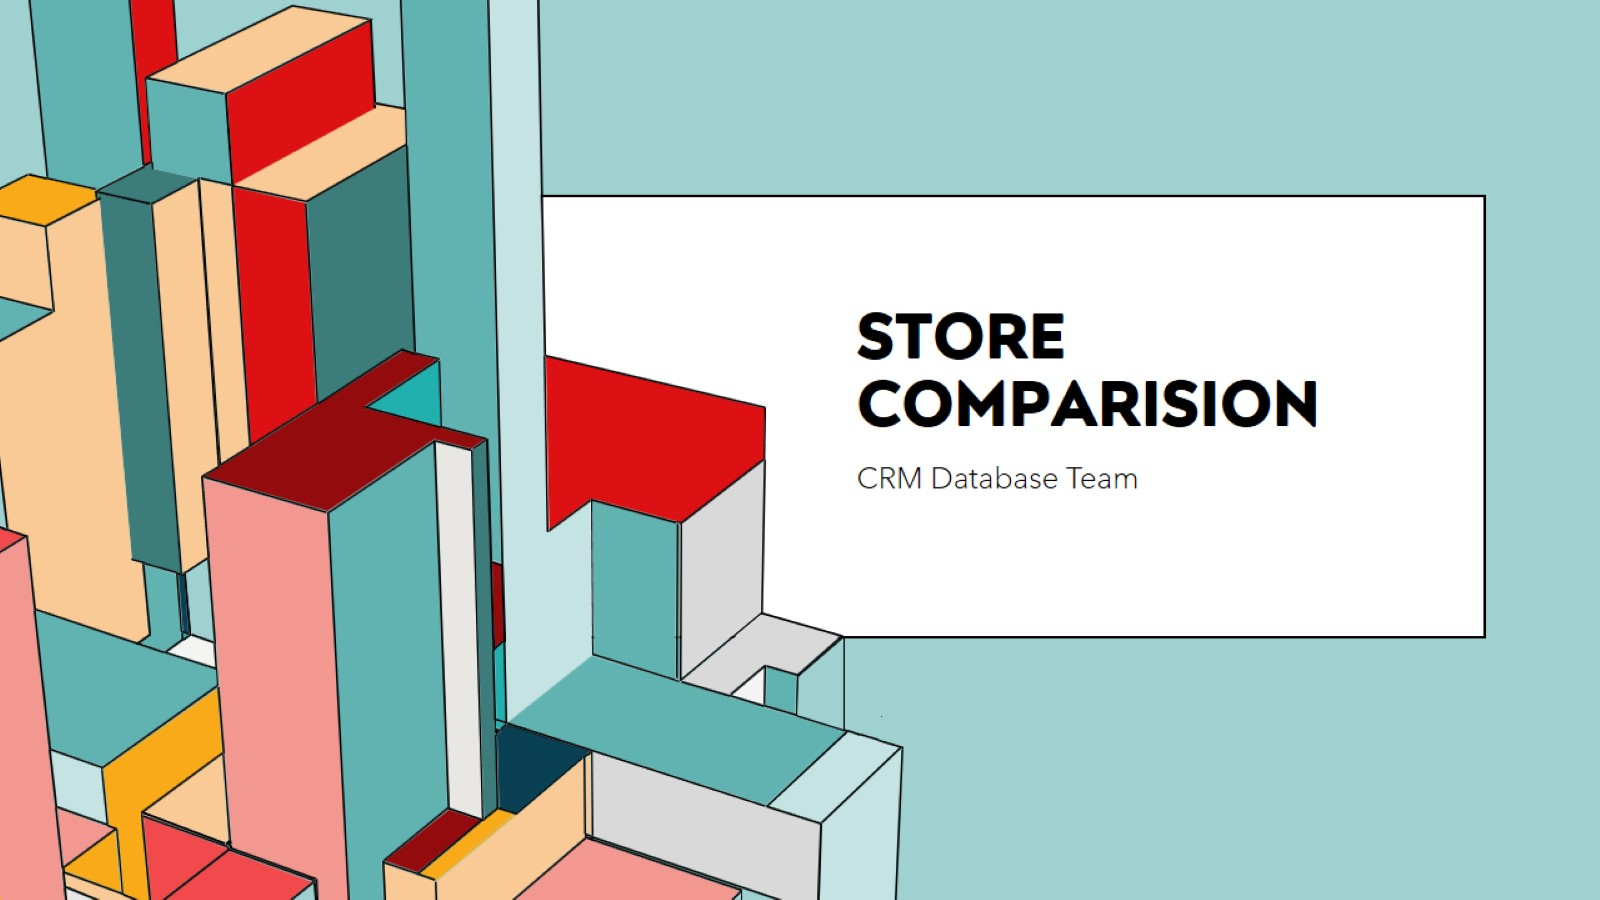 STORE
COMPARISION
CRM Database Team